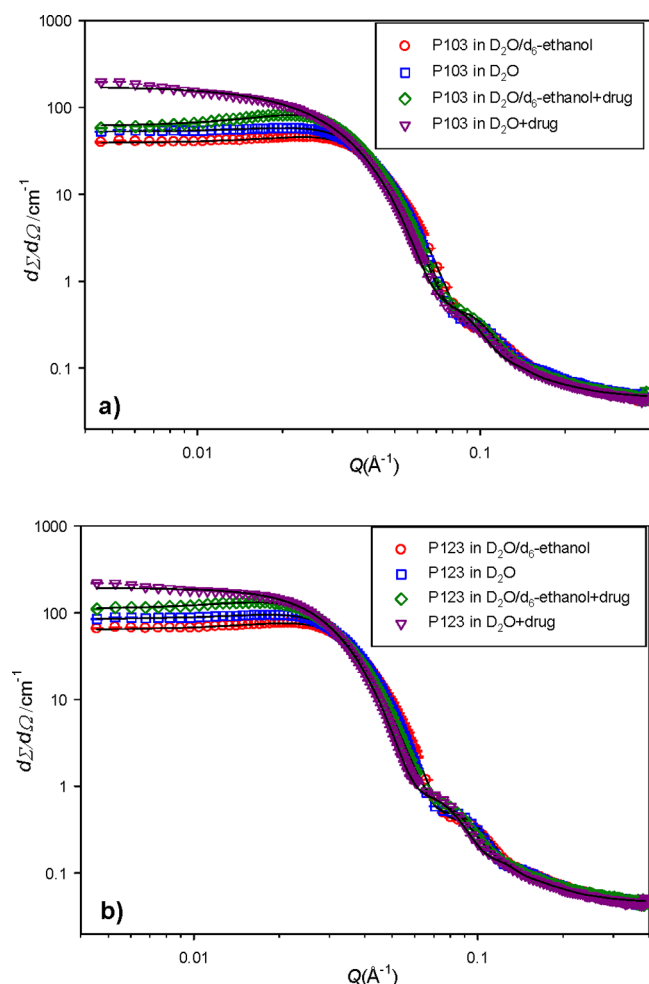 1000
100
10
1
0.1
dΣ/dΩ/cm⁻¹
P103 in D₂O/d₆-ethanol
P103 in D₂O
P103 in D₂O/d₆-ethanol+drug
P103 in D₂O+drug
a)
0.01
0.1
Q(Å⁻¹)
1000
100
10
1
0.1
dΣ/dΩ/cm⁻¹
P123 in D₂O/d₆-ethanol
P123 in D₂O
P123 in D₂O/d₆-ethanol+drug
P123 in D₂O+drug
b)
0.01
0.1
Q(Å⁻¹)